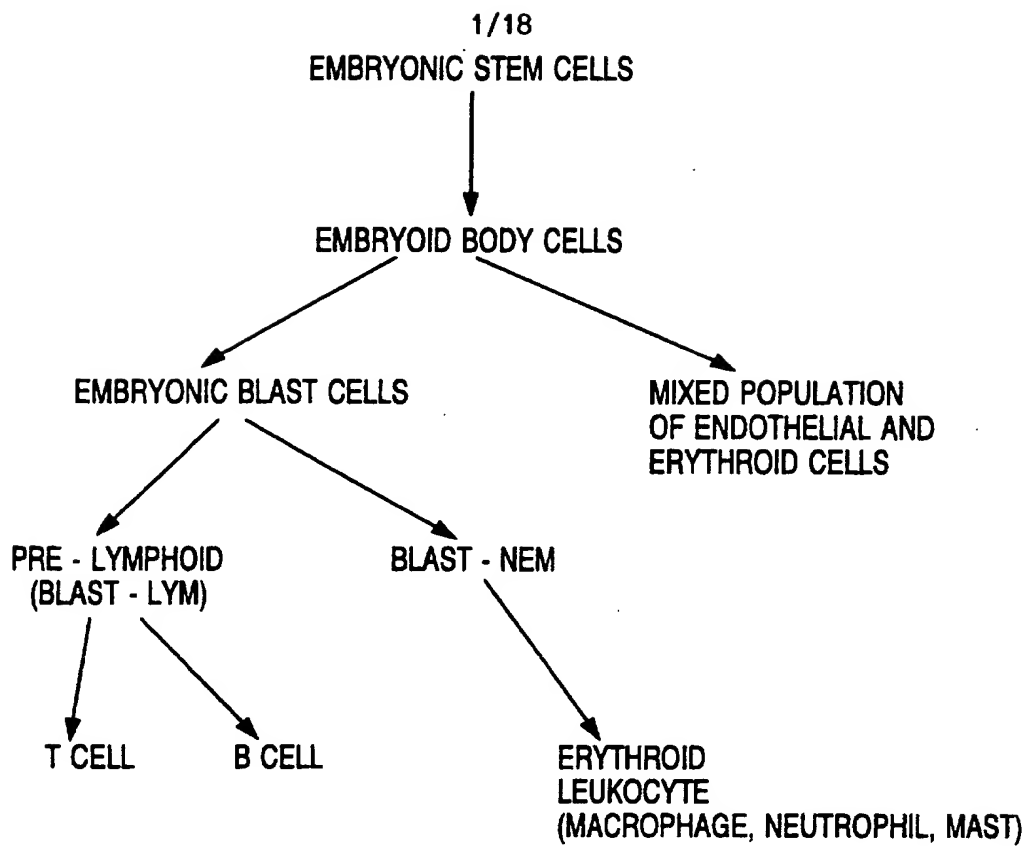 1/18
EMBRYONIC STEM CELLS
EMBRYOID BODY CELLS
EMBRYONIC BLAST CELLS
MIXED POPULATION
OF ENDOTHELIAL AND
ERYTHROID CELLS
PRE - LYMPHOID
(BLAST - LYM)
BLAST - NEM
T CELL
B CELL
ERYTHROID
LEUKOCYTE
(MACROPHAGE, NEUTROPHIL, MAST)